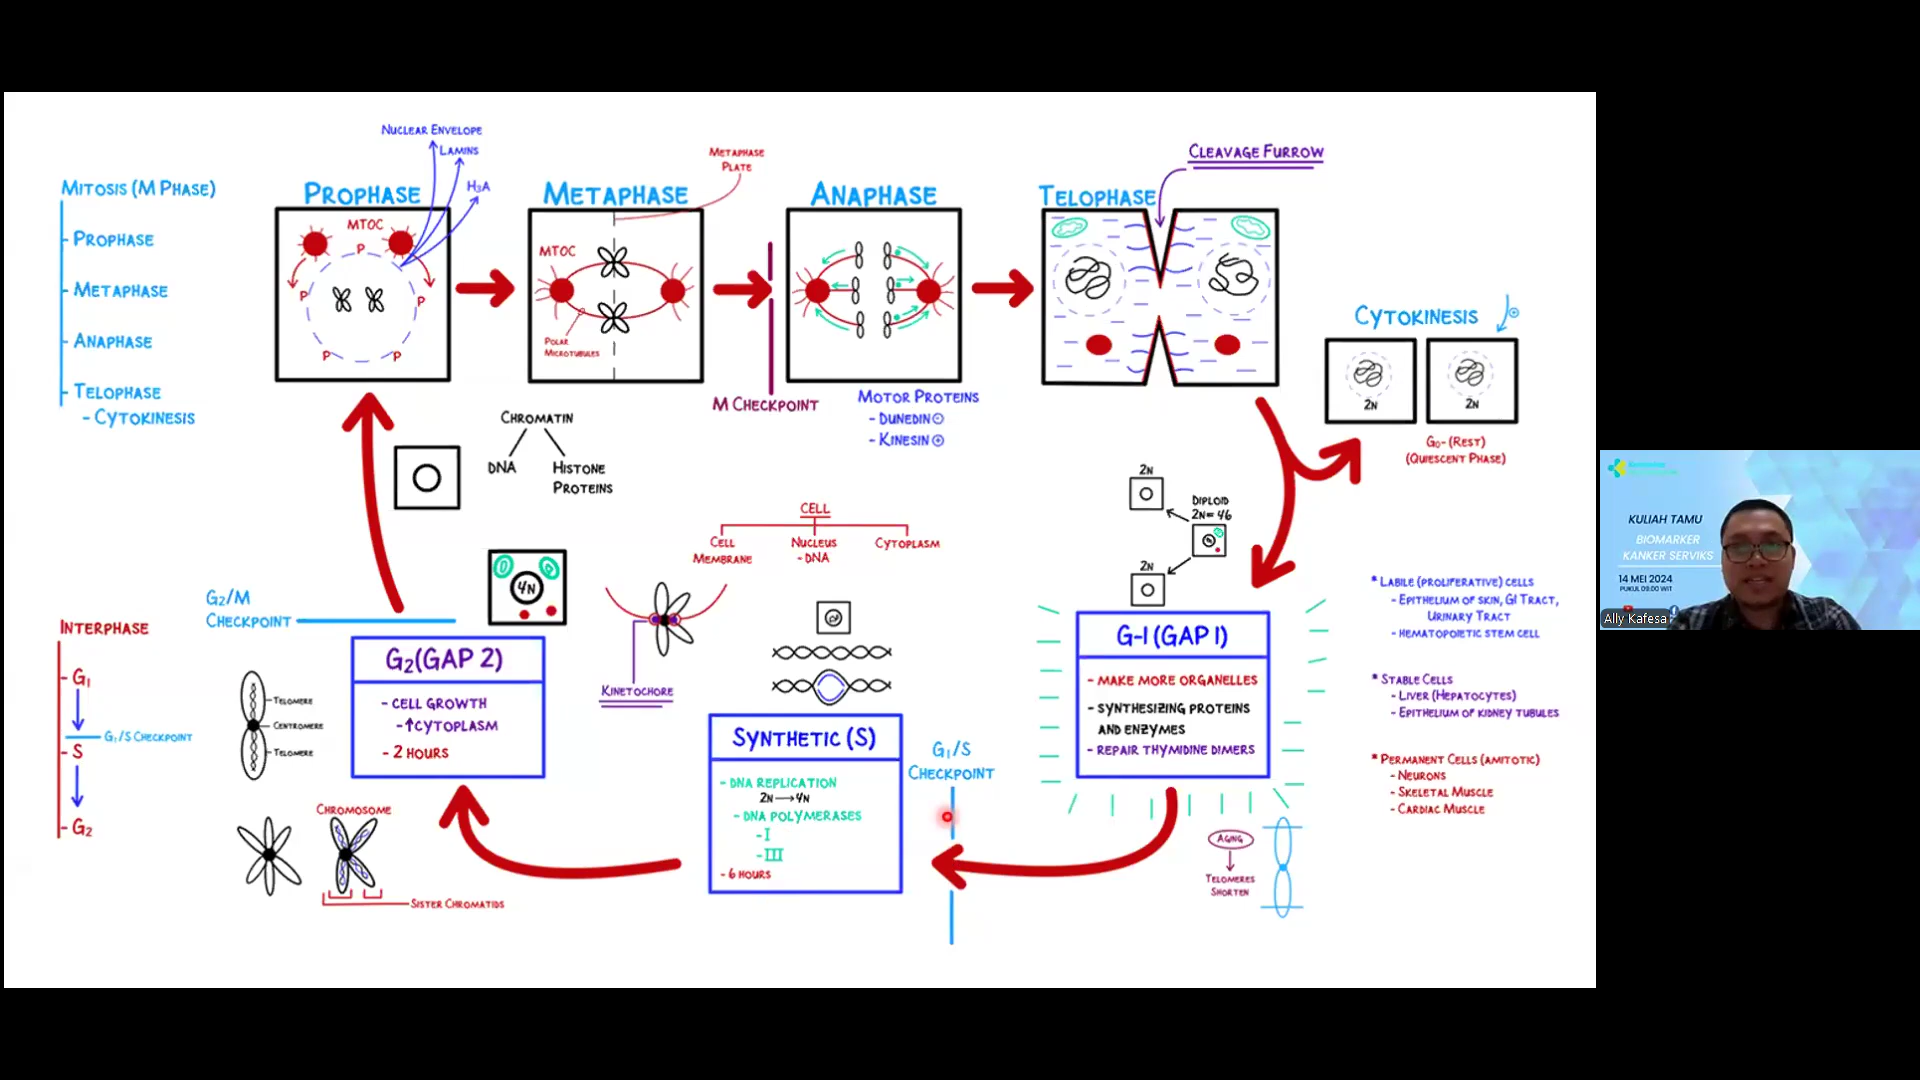 NUCLEAR ENVELOPE
LAMINS
H3A
METAPHASE
PLATE
CLEAVAGE FURROW
MITOSIS (M PHASE)
- PROPHASE
- METAPHASE
- ANAPHASE
- TELOPHASE
- CYTOKINESIS
PROPHASE
MTOC
P
P
P
P
P
METAPHASE
MTOC
POLAR
MICROTUBULES
M CHECKPOINT
ANAPHASE
MOTOR PROTEINS
- DUNEDIN ⊖
- KINESIN ⊕
TELOPHASE
CYTOKINESIS
⊕
2N
2N
G0- (REST)
(QUIESCENT PHASE)
CHROMATIN
DNA
HISTONE
PROTEINS
CELL
CELL
MEMBRANE
NUCLEUS
- DNA
CYTOPLASM
2N
DIPLOID
2N= 46
2N
G2/M
CHECKPOINT
4N
INTERPHASE
- G1
G1/S CHECKPOINT
- S
- G2
TELOMERE
CENTROMERE
TELOMERE
CHROMOSOME
SISTER CHROMATIDS
G2(GAP 2)
- CELL GROWTH
- ↑CYTOPLASM
- 2 HOURS
KINETOCHORE
SYNTHETIC (S)
- DNA REPLICATION
2N → 4N
- DNA POLYMERASES
- I
- III
- 6 HOURS
G1/S
CHECKPOINT
G-1 (GAP 1)
- MAKE MORE ORGANELLES
- SYNTHESIZING PROTEINS
AND ENZYMES
- REPAIR THYMIDINE DIMERS
AGING
TELOMERES
SHORTEN
* LABILE (PROLIFERATIVE) CELLS
- EPITHELIUM OF SKIN, GI TRACT,
URINARY TRACT
- HEMATOPOIETIC STEM CELL
* STABLE CELLS
- LIVER (HEPATOCYTES)
- EPITHELIUM OF KIDNEY TUBULES
* PERMANENT CELLS (AMITOTIC)
- NEURONS
- SKELETAL MUSCLE
- CARDIAC MUSCLE
KULIAH TAMU
BIOMARKER
KANKER SERVIKS
14 MEI 2024
PUKUL 09:00 WIT
Ally Kafesa